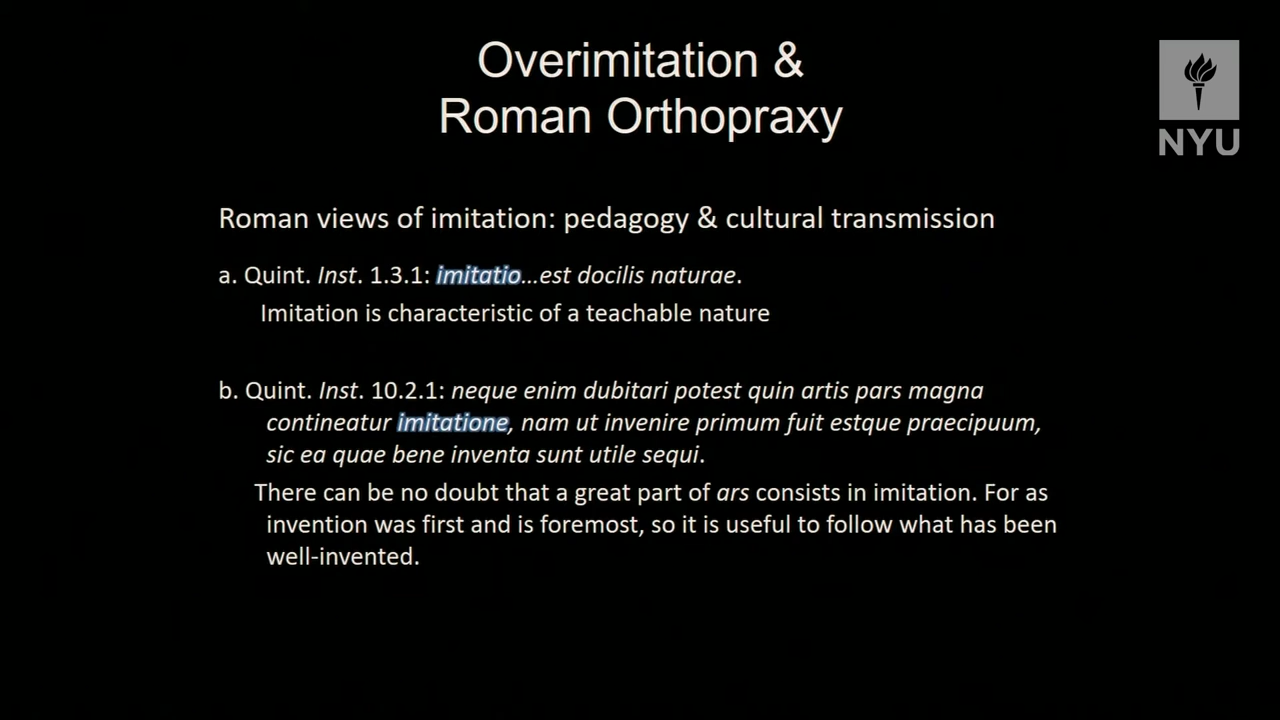 Overimitation &
Roman Orthopraxy
NYU
Roman views of imitation: pedagogy & cultural transmission
a. Quint. Inst. 1.3.1: imitatio...est docilis naturae.
Imitation is characteristic of a teachable nature
b. Quint. Inst. 10.2.1: neque enim dubitari potest quin artis pars magna
contineatur imitatione, nam ut invenire primum fuit estque praecipuum,
sic ea quae bene inventa sunt utile sequi.
There can be no doubt that a great part of ars consists in imitation. For as
invention was first and is foremost, so it is useful to follow what has been
well-invented.